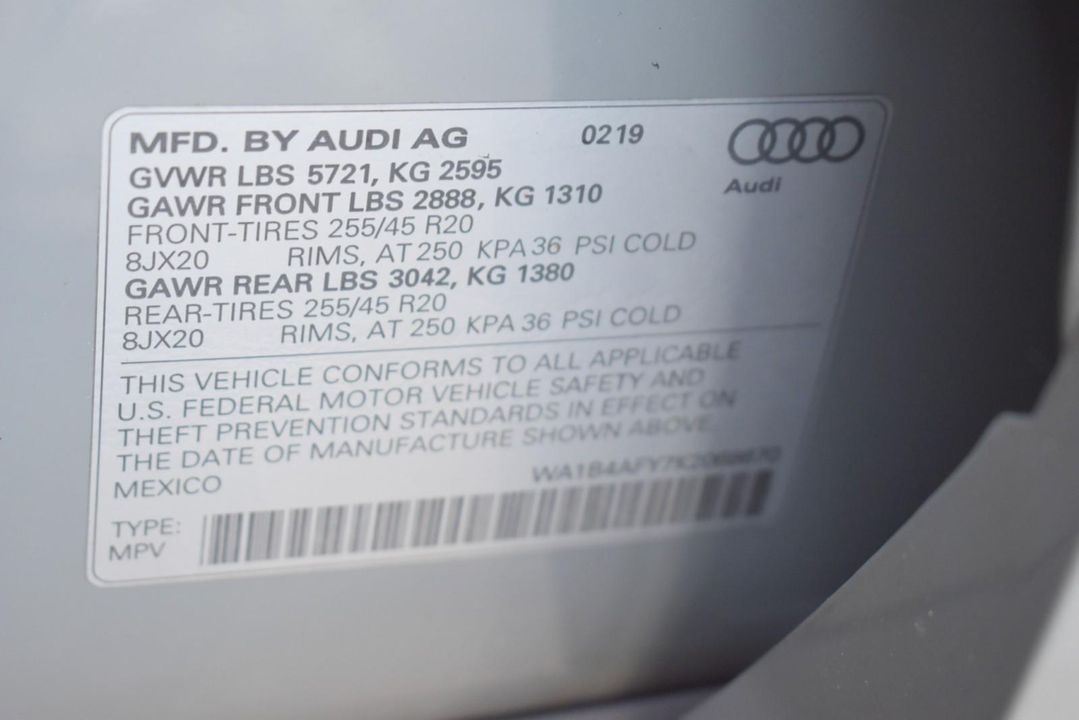 MFD. BY AUDI AG 0219
Audi
GVWR LBS 5721, KG 2595
GAWR FRONT LBS 2888, KG 1310
FRONT-TIRES 255/45 R20
8JX20 RIMS, AT 250 KPA 36 PSI COLD
GAWR REAR LBS 3042, KG 1380
REAR-TIRES 255/45 R20
8JX20 RIMS, AT 250 KPA 36 PSI COLD
THIS VEHICLE CONFORMS TO ALL APPLICABLE
U.S. FEDERAL MOTOR VEHICLE SAFETY AND
THEFT PREVENTION STANDARDS IN EFFECT ON
THE DATE OF MANUFACTURE SHOWN ABOVE.
MEXICO
TYPE:
MPV